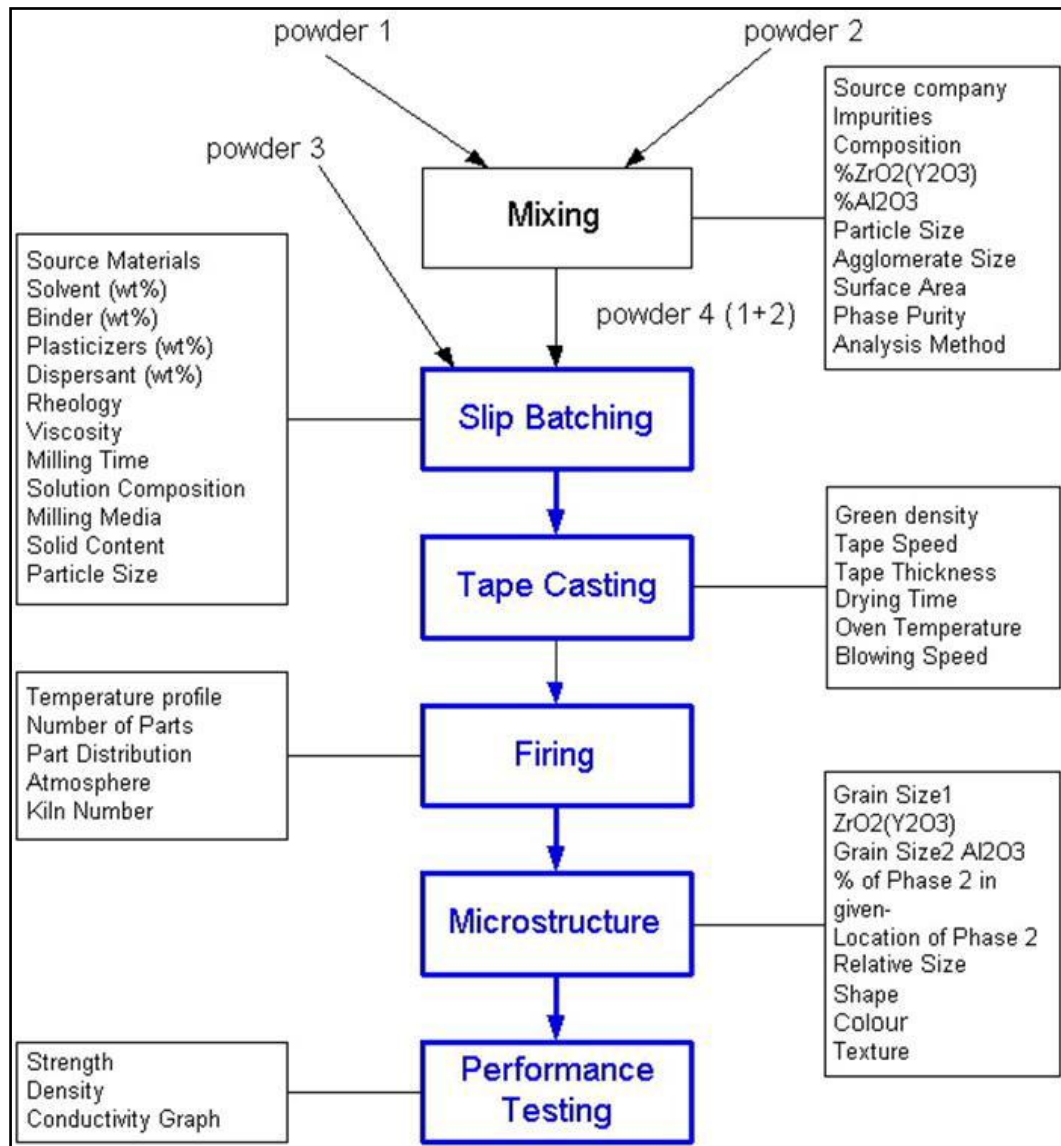 powder 1
powder 2
powder 3
Mixing
Source company
Impurities
Composition
%ZrO2(Y2O3)
%Al2O3
Particle Size
Agglomerate Size
Surface Area
Phase Purity
Analysis Method
powder 4 (1+2)
Source Materials
Solvent (wt%)
Binder (wt%)
Plasticizers (wt%)
Dispersant (wt%)
Rheology
Viscosity
Milling Time
Solution Composition
Milling Media
Solid Content
Particle Size
Slip Batching
Tape Casting
Green density
Tape Speed
Tape Thickness
Drying Time
Oven Temperature
Blowing Speed
Temperature profile
Number of Parts
Part Distribution
Atmosphere
Kiln Number
Firing
Microstructure
Grain Size1
ZrO2(Y2O3)
Grain Size2 Al2O3
% of Phase 2 in
given-
Location of Phase 2
Relative Size
Shape
Colour
Texture
Strength
Density
Conductivity Graph
Performance
Testing